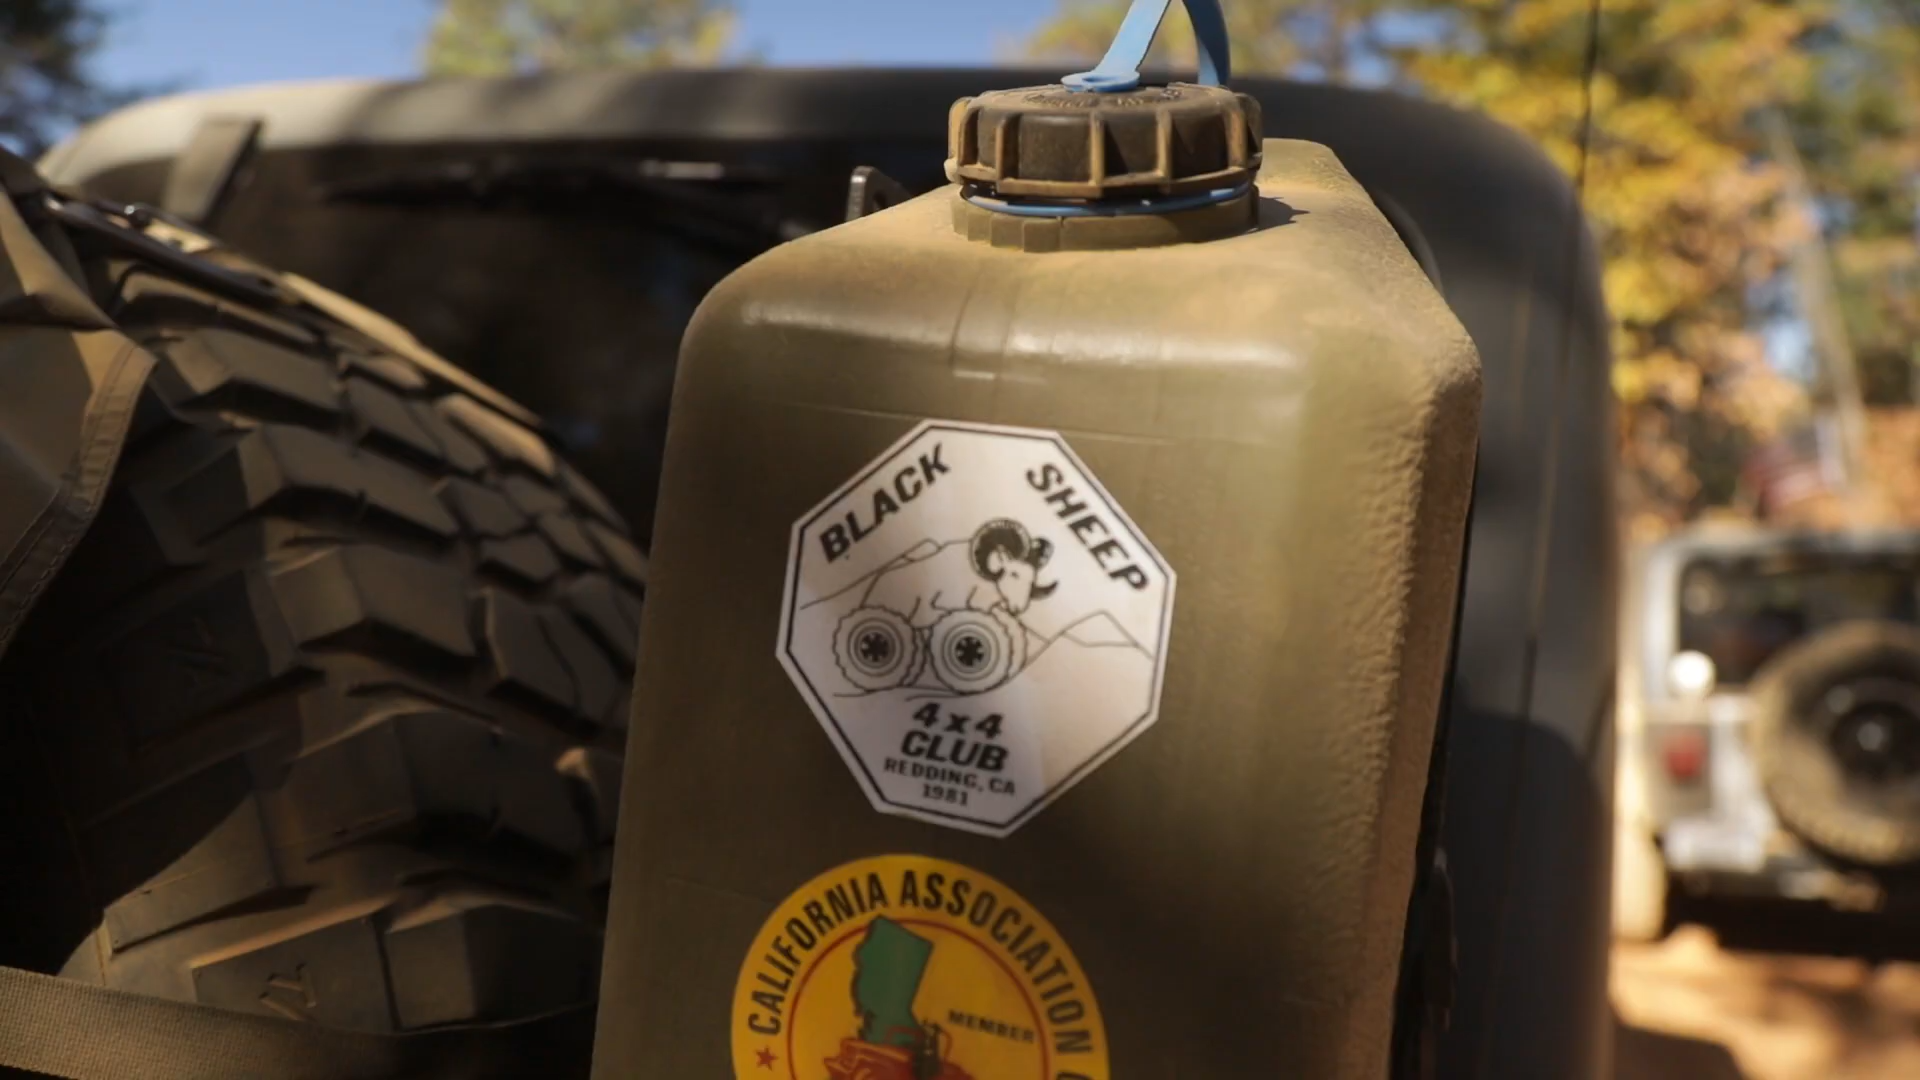 BLACK SHEEP
4x4
CLUB
REDDING, CA
1981
CALIFORNIA ASSOCIATION
MEMBER